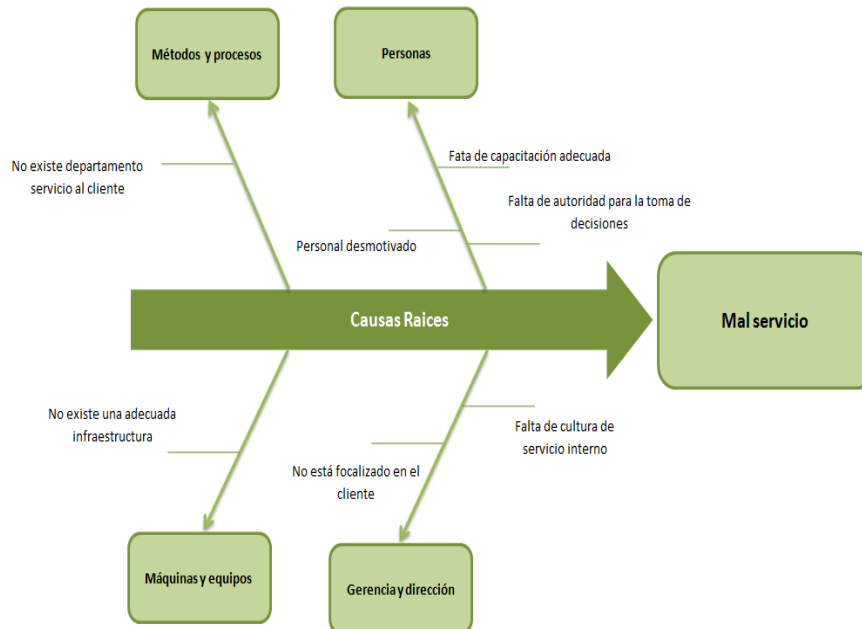 Métodos y procesos
Personas
No existe departamento
servicio al cliente
Fata de capacitación adecuada
Falta de autoridad para la toma de
decisiones
Personal desmotivado
Causas Raices
Mal servicio
No existe una adecuada
infraestructura
Falta de cultura de
servicio interno
No está focalizado en el
cliente
Máquinas y equipos
Gerencia y dirección